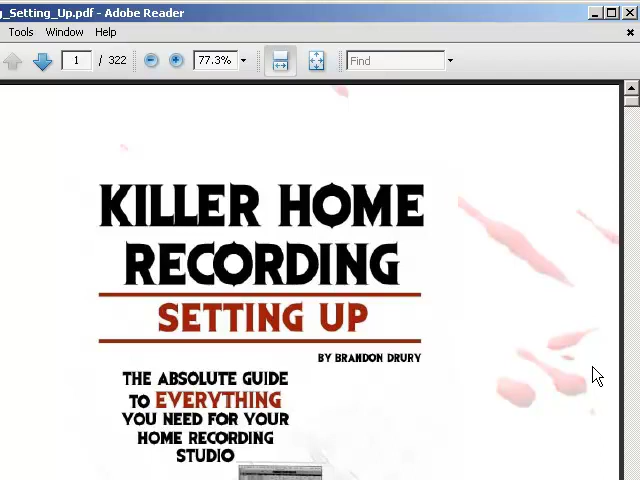 g_Setting_Up.pdf - Adobe Reader
Tools Window Help
1 / 322 77.3% Find
KILLER HOME
RECORDING
SETTING UP
BY BRANDON DRURY
THE ABSOLUTE GUIDE
TO EVERYTHING
YOU NEED FOR YOUR
HOME RECORDING
STUDIO